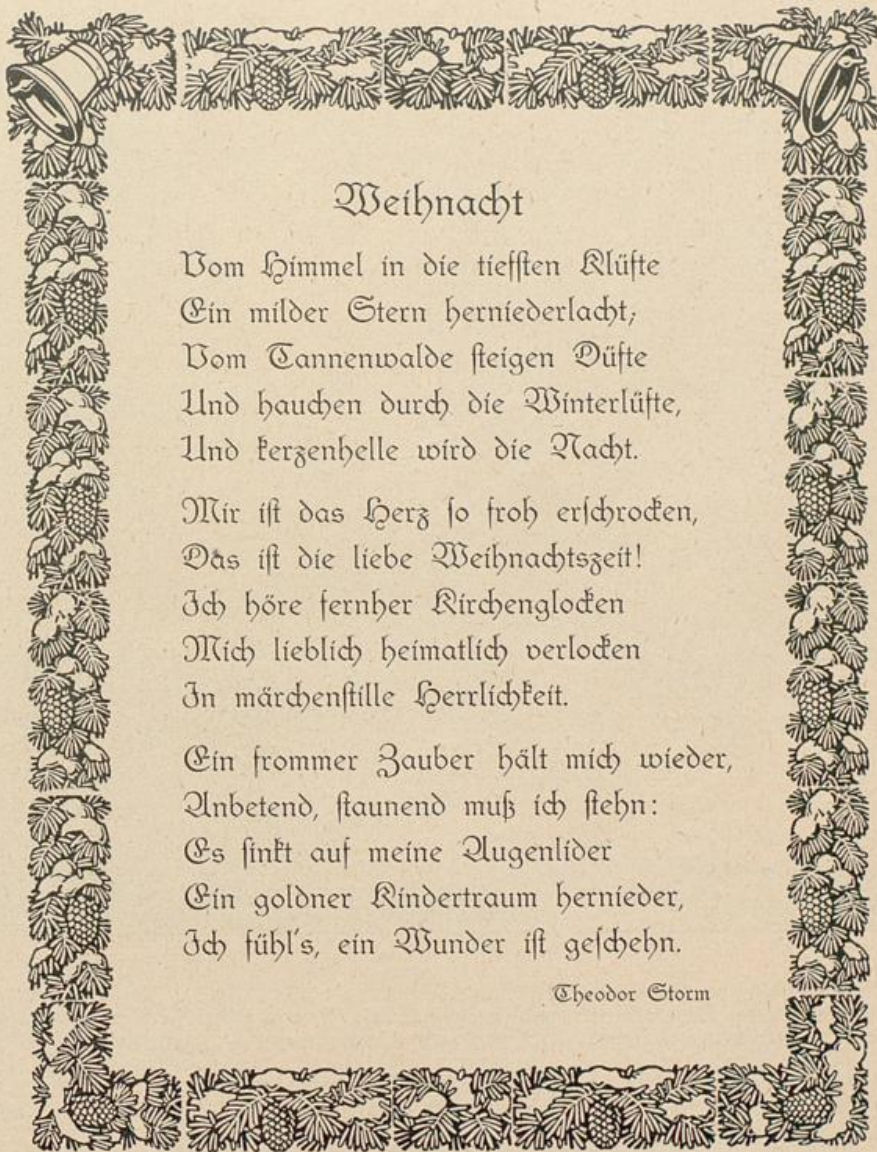 Weihnacht
Vom Himmel in die tiefsten Klüfte
Ein milder Stern herniederlacht;
Vom Tannenwalde steigen Düfte
Und hauchen durch die Winterlüfte,
Und kerzenhelle wird die Nacht.
Mir ist das Herz so froh erschrocken,
Das ist die liebe Weihnachtszeit!
Ich höre fernher Kirchenglocken
Mich lieblich heimatlich verlocken
In märchenstille Herrlichkeit.
Ein frommer Zauber hält mich wieder,
Anbetend, staunend muß ich stehn:
Es sinkt auf meine Augenlider
Ein goldner Kindertraum hernieder,
Ich fühl's, ein Wunder ist geschehn.
Theodor Storm